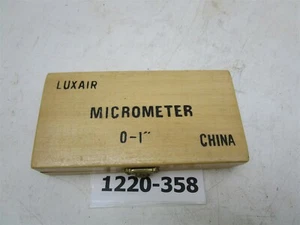 LUXAIR
MICROMETER
0-1"
CHINA
1220-358